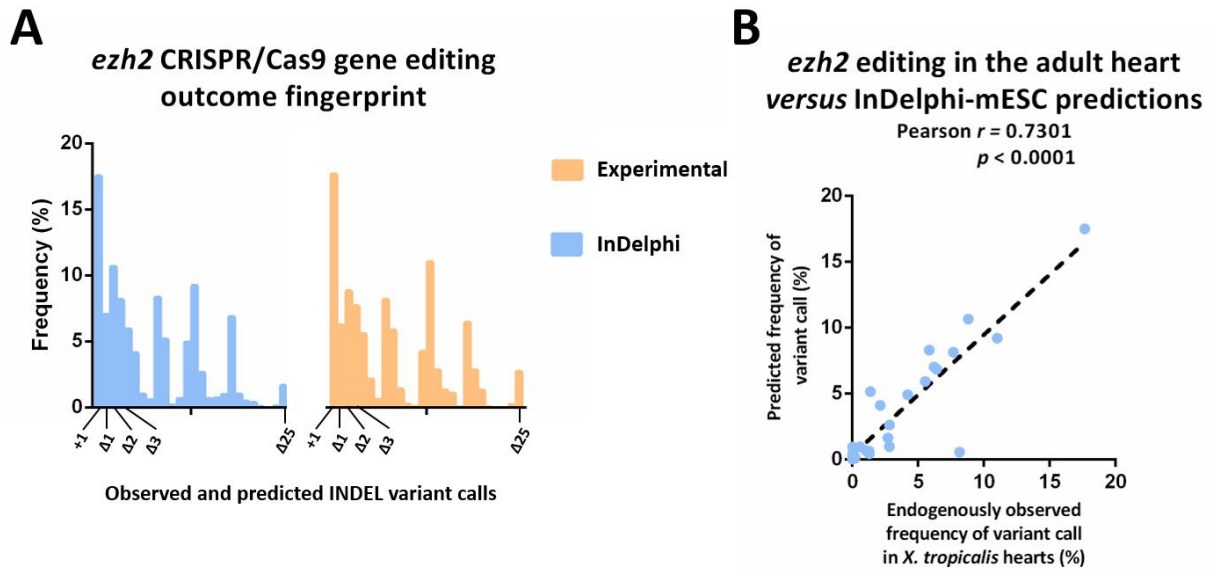 A
ezh2 CRISPR/Cas9 gene editing
outcome fingerprint
20
15
10
5
0
Frequency (%)
+1
Δ1
Δ2
Δ3
Δ25
+1
Δ1
Δ2
Δ3
Δ25
Experimental
InDelphi
Observed and predicted INDEL variant calls
B
ezh2 editing in the adult heart
versus InDelphi-mESC predictions
Pearson r = 0.7301
p < 0.0001
20
15
10
5
0
Predicted frequency of
variant call (%)
0
5
10
15
20
Endogenously observed
frequency of variant call
in X. tropicalis hearts (%)